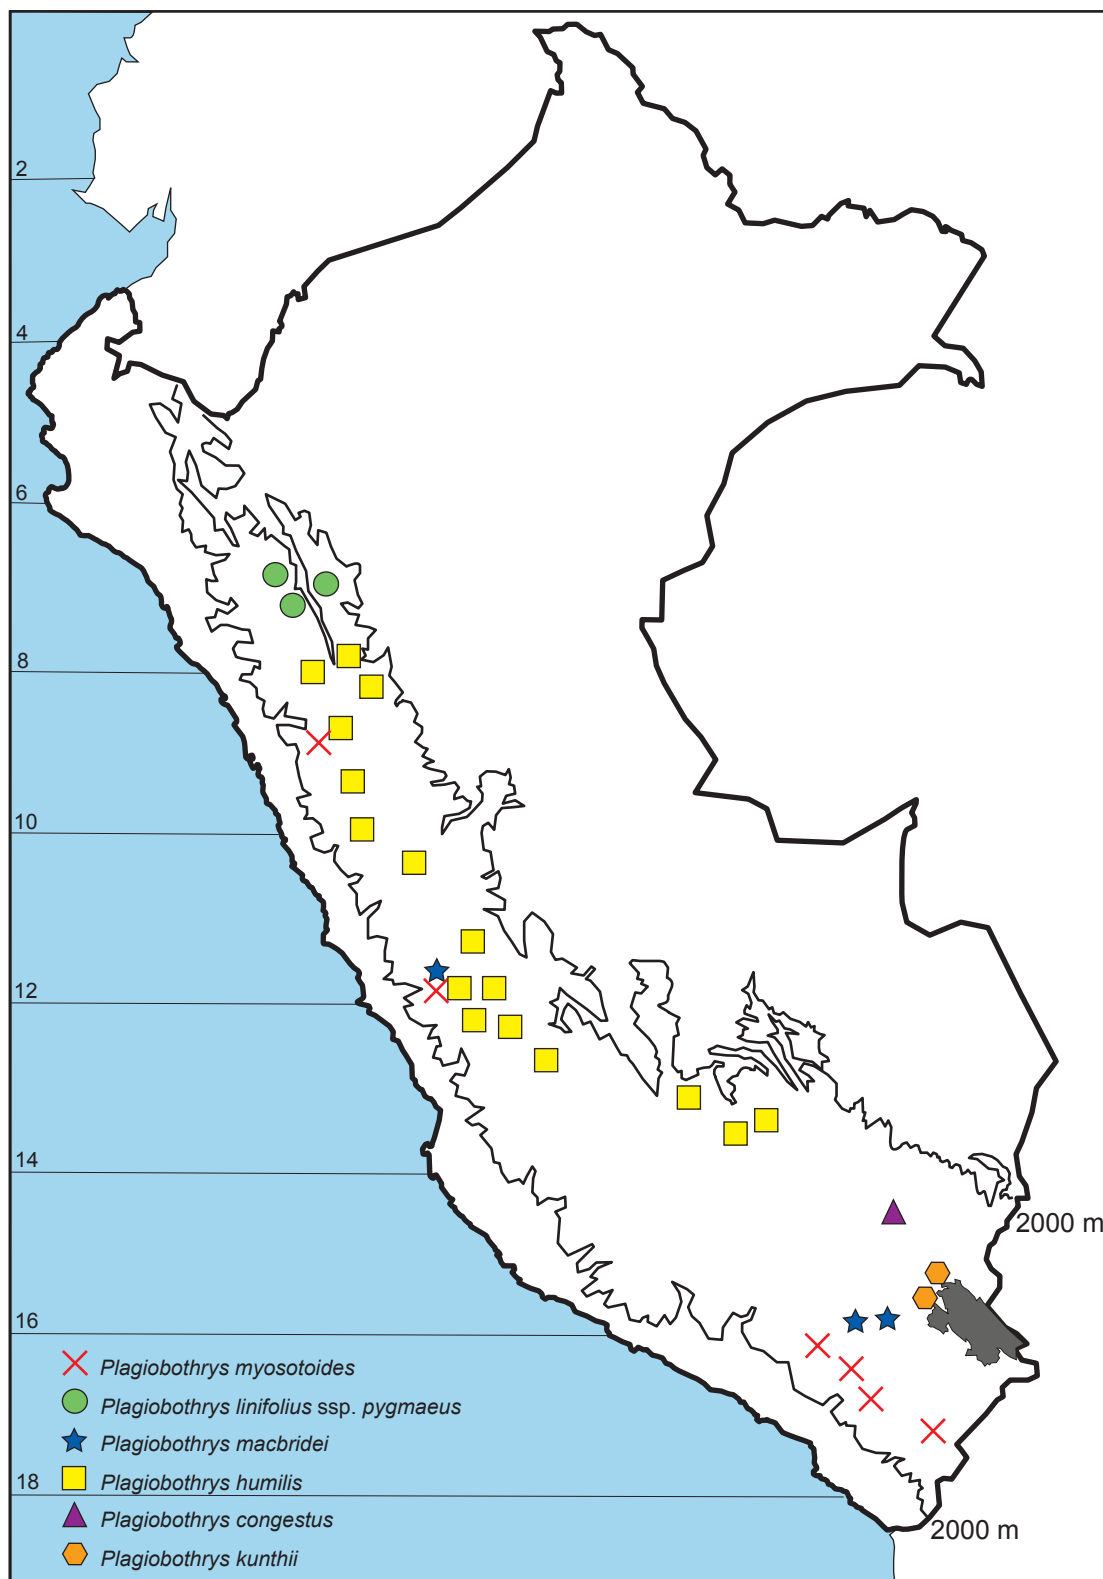 2
4
6
8
10
12
14
2000 m
16
Plagiobothrys myosotoides
Plagiobothrys linifolius ssp. pygmaeus
Plagiobothrys macbridei
Plagiobothrys humilis
18
Plagiobothrys congestus
2000 m
Plagiobothrys kunthii